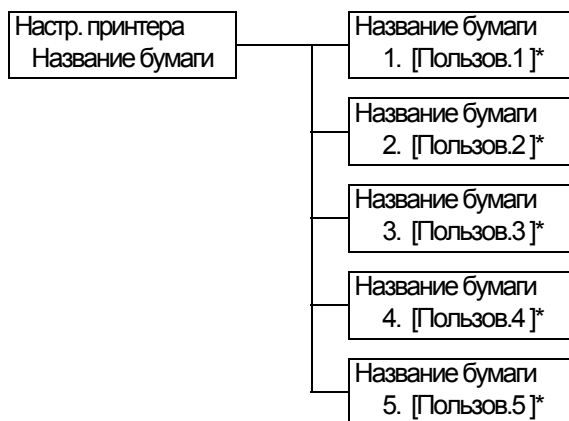 Настр. принтера
Название бумаги
Название бумаги
1. [Пользов.1 ]*
Название бумаги
2. [Пользов.2 ]*
Название бумаги
3. [Пользов.3 ]*
Название бумаги
4. [Пользов.4 ]*
Название бумаги
5. [Пользов.5 ]*